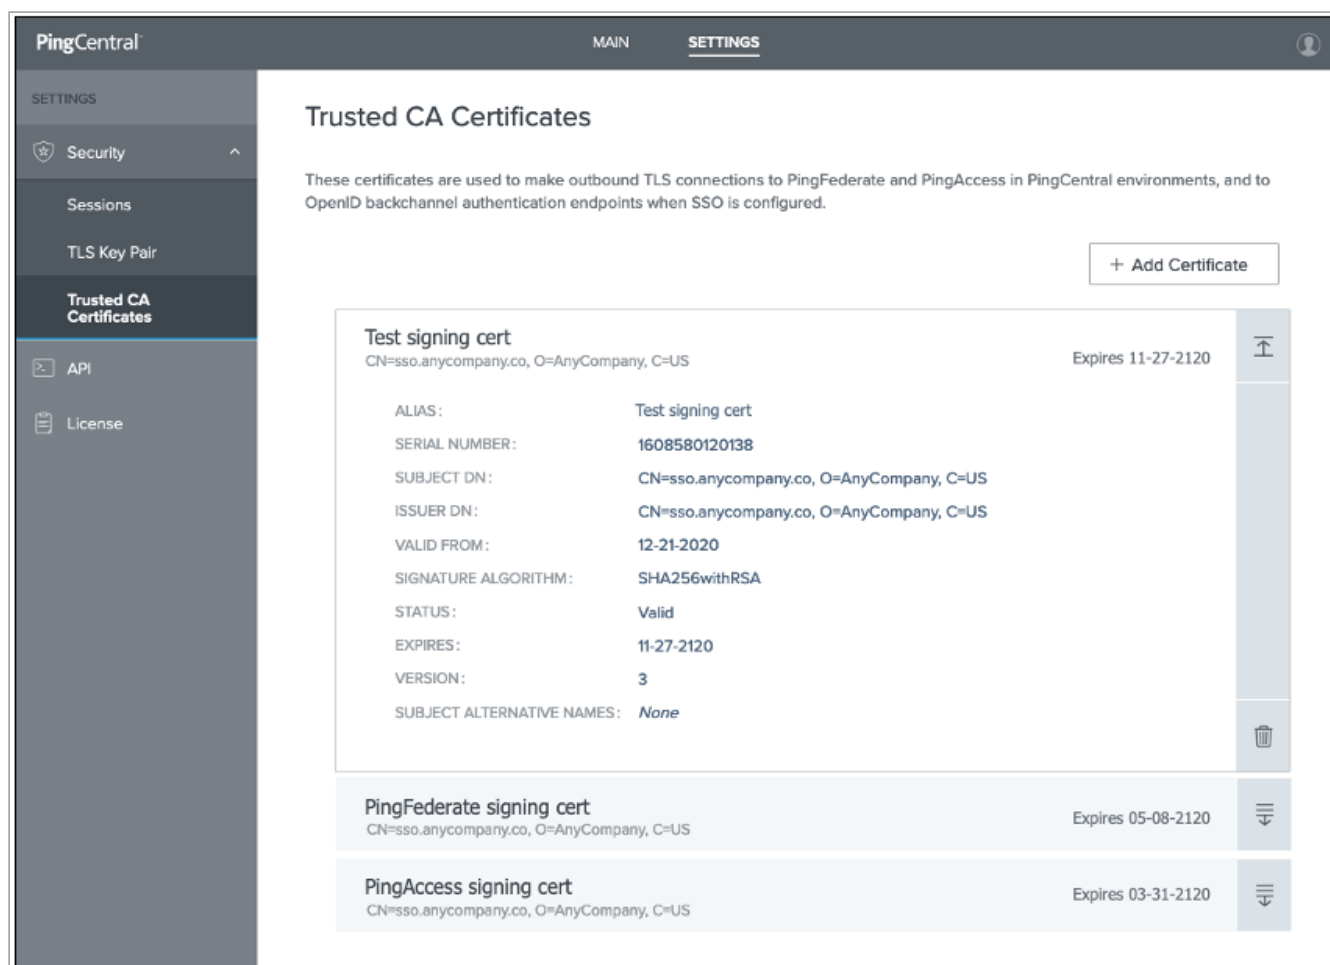 PingCentral
MAIN
SETTINGS
SETTINGS
Security
Sessions
TLS Key Pair
Trusted CA
Certificates
API
License
Trusted CA Certificates
These certificates are used to make outbound TLS connections to PingFederate and PingAccess in PingCentral environments, and to
OpenID backchannel authentication endpoints when SSO is configured.
+ Add Certificate
Test signing cert
CN=sso.anycompany.co, O=AnyCompany, C=US
Expires 11-27-2120
ALIAS: Test signing cert
SERIAL NUMBER: 1608580120138
SUBJECT DN: CN=sso.anycompany.co, O=AnyCompany, C=US
ISSUER DN: CN=sso.anycompany.co, O=AnyCompany, C=US
VALID FROM: 12-21-2020
SIGNATURE ALGORITHM: SHA256withRSA
STATUS: Valid
EXPIRES: 11-27-2120
VERSION: 3
SUBJECT ALTERNATIVE NAMES: None
PingFederate signing cert
CN=sso.anycompany.co, O=AnyCompany, C=US
Expires 05-08-2120
PingAccess signing cert
CN=sso.anycompany.co, O=AnyCompany, C=US
Expires 03-31-2120